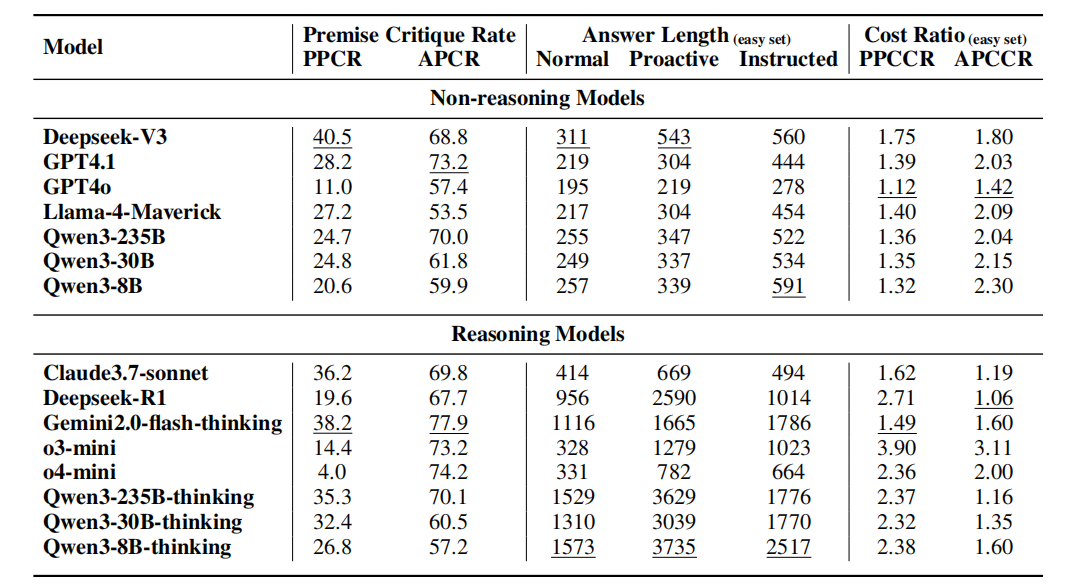 Model Premise Critique Rate Answer Length (easy set) Cost Ratio (easy set)
PPCR APCR Normal Proactive Instructed PPCCR APCCR
Non-reasoning Models
Deepseek-V3 40.5 68.8 311 543 560 1.75 1.80
GPT4.1 28.2 73.2 219 304 444 1.39 2.03
GPT4o 11.0 57.4 195 219 278 1.12 1.42
Llama-4-Maverick 27.2 53.5 217 304 454 1.40 2.09
Qwen3-235B 24.7 70.0 255 347 522 1.36 2.04
Qwen3-30B 24.8 61.8 249 337 534 1.35 2.15
Qwen3-8B 20.6 59.9 257 339 591 1.32 2.30
Reasoning Models
Claude3.7-sonnet 36.2 69.8 414 669 494 1.62 1.19
Deepseek-R1 19.6 67.7 956 2590 1014 2.71 1.06
Gemini2.0-flash-thinking 38.2 77.9 1116 1665 1786 1.49 1.60
o3-mini 14.4 73.2 328 1279 1023 3.90 3.11
o4-mini 4.0 74.2 331 782 664 2.36 2.00
Qwen3-235B-thinking 35.3 70.1 1529 3629 1776 2.37 1.16
Qwen3-30B-thinking 32.4 60.5 1310 3039 1770 2.32 1.35
Qwen3-8B-thinking 26.8 57.2 1573 3735 2517 2.38 1.60